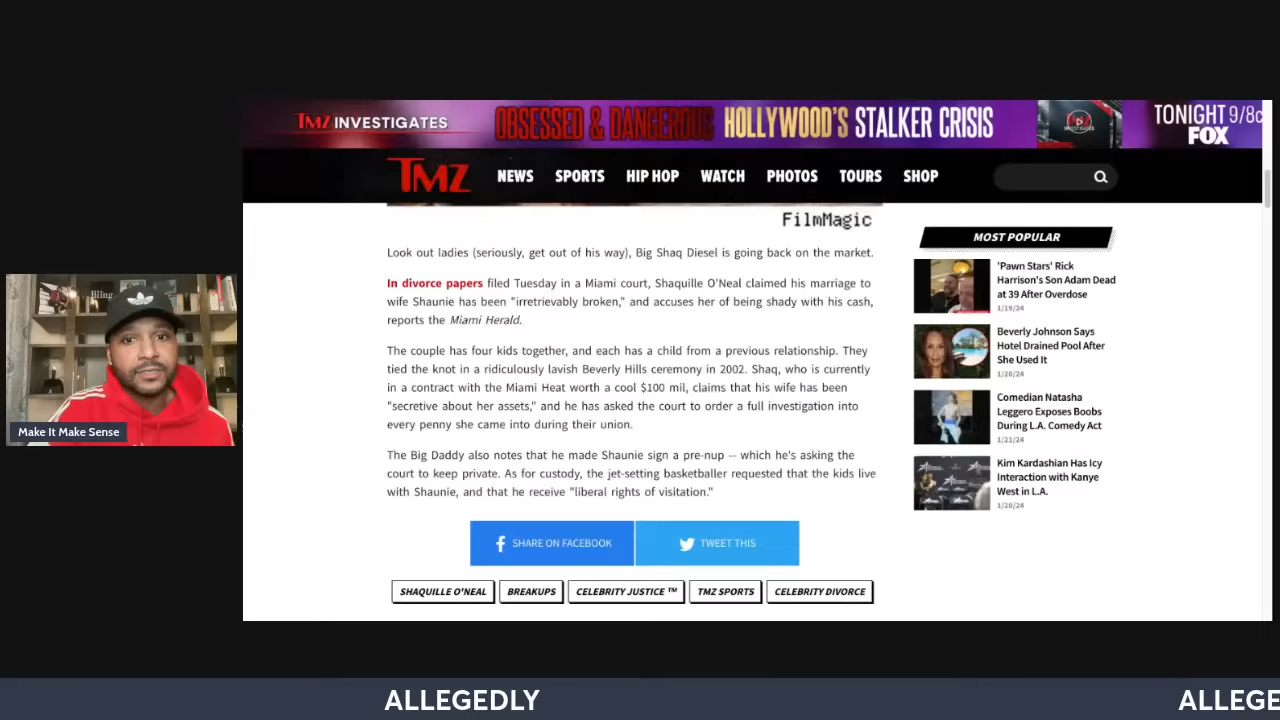 TMZ INVESTIGATES
OBSESSED & DANGEROUS HOLLYWOOD'S STALKER CRISIS
TONIGHT 9/8c
FOX
TMZ
NEWS SPORTS HIP HOP WATCH PHOTOS TOURS SHOP
FilmMagic
Look out ladies (seriously, get out of his way), Big Shaq Diesel is going back on the market.
In divorce papers filed Tuesday in a Miami court, Shaquille O'Neal claimed his marriage to
wife Shaunie has been "irretrievably broken," and accuses her of being shady with his cash,
reports the Miami Herald.
The couple has four kids together, and each has a child from a previous relationship. They
tied the knot in a ridiculously lavish Beverly Hills ceremony in 2002. Shaq, who is currently
in a contract with the Miami Heat worth a cool $100 mil, claims that his wife has been
"secretive about her assets," and he has asked the court to order a full investigation into
every penny she came into during their union.
The Big Daddy also notes that he made Shaunie sign a pre-nup -- which he's asking the
court to keep private. As for custody, the jet-setting basketballer requested that the kids live
with Shaunie, and that he receive "liberal rights of visitation."
SHARE ON FACEBOOK
TWEET THIS
SHAQUILLE O'NEAL
BREAKUPS
CELEBRITY JUSTICE ™
TMZ SPORTS
CELEBRITY DIVORCE
MOST POPULAR
'Pawn Stars' Rick
Harrison's Son Adam Dead
at 39 After Overdose
1/19/24
Beverly Johnson Says
Hotel Drained Pool After
She Used It
1/20/24
Comedian Natasha
Leggero Exposes Boobs
During L.A. Comedy Act
1/21/24
Kim Kardashian Has Icy
Interaction with Kanye
West in L.A.
1/20/24
Bling
Make It Make Sense
ALLEGEDLY
ALLEGE